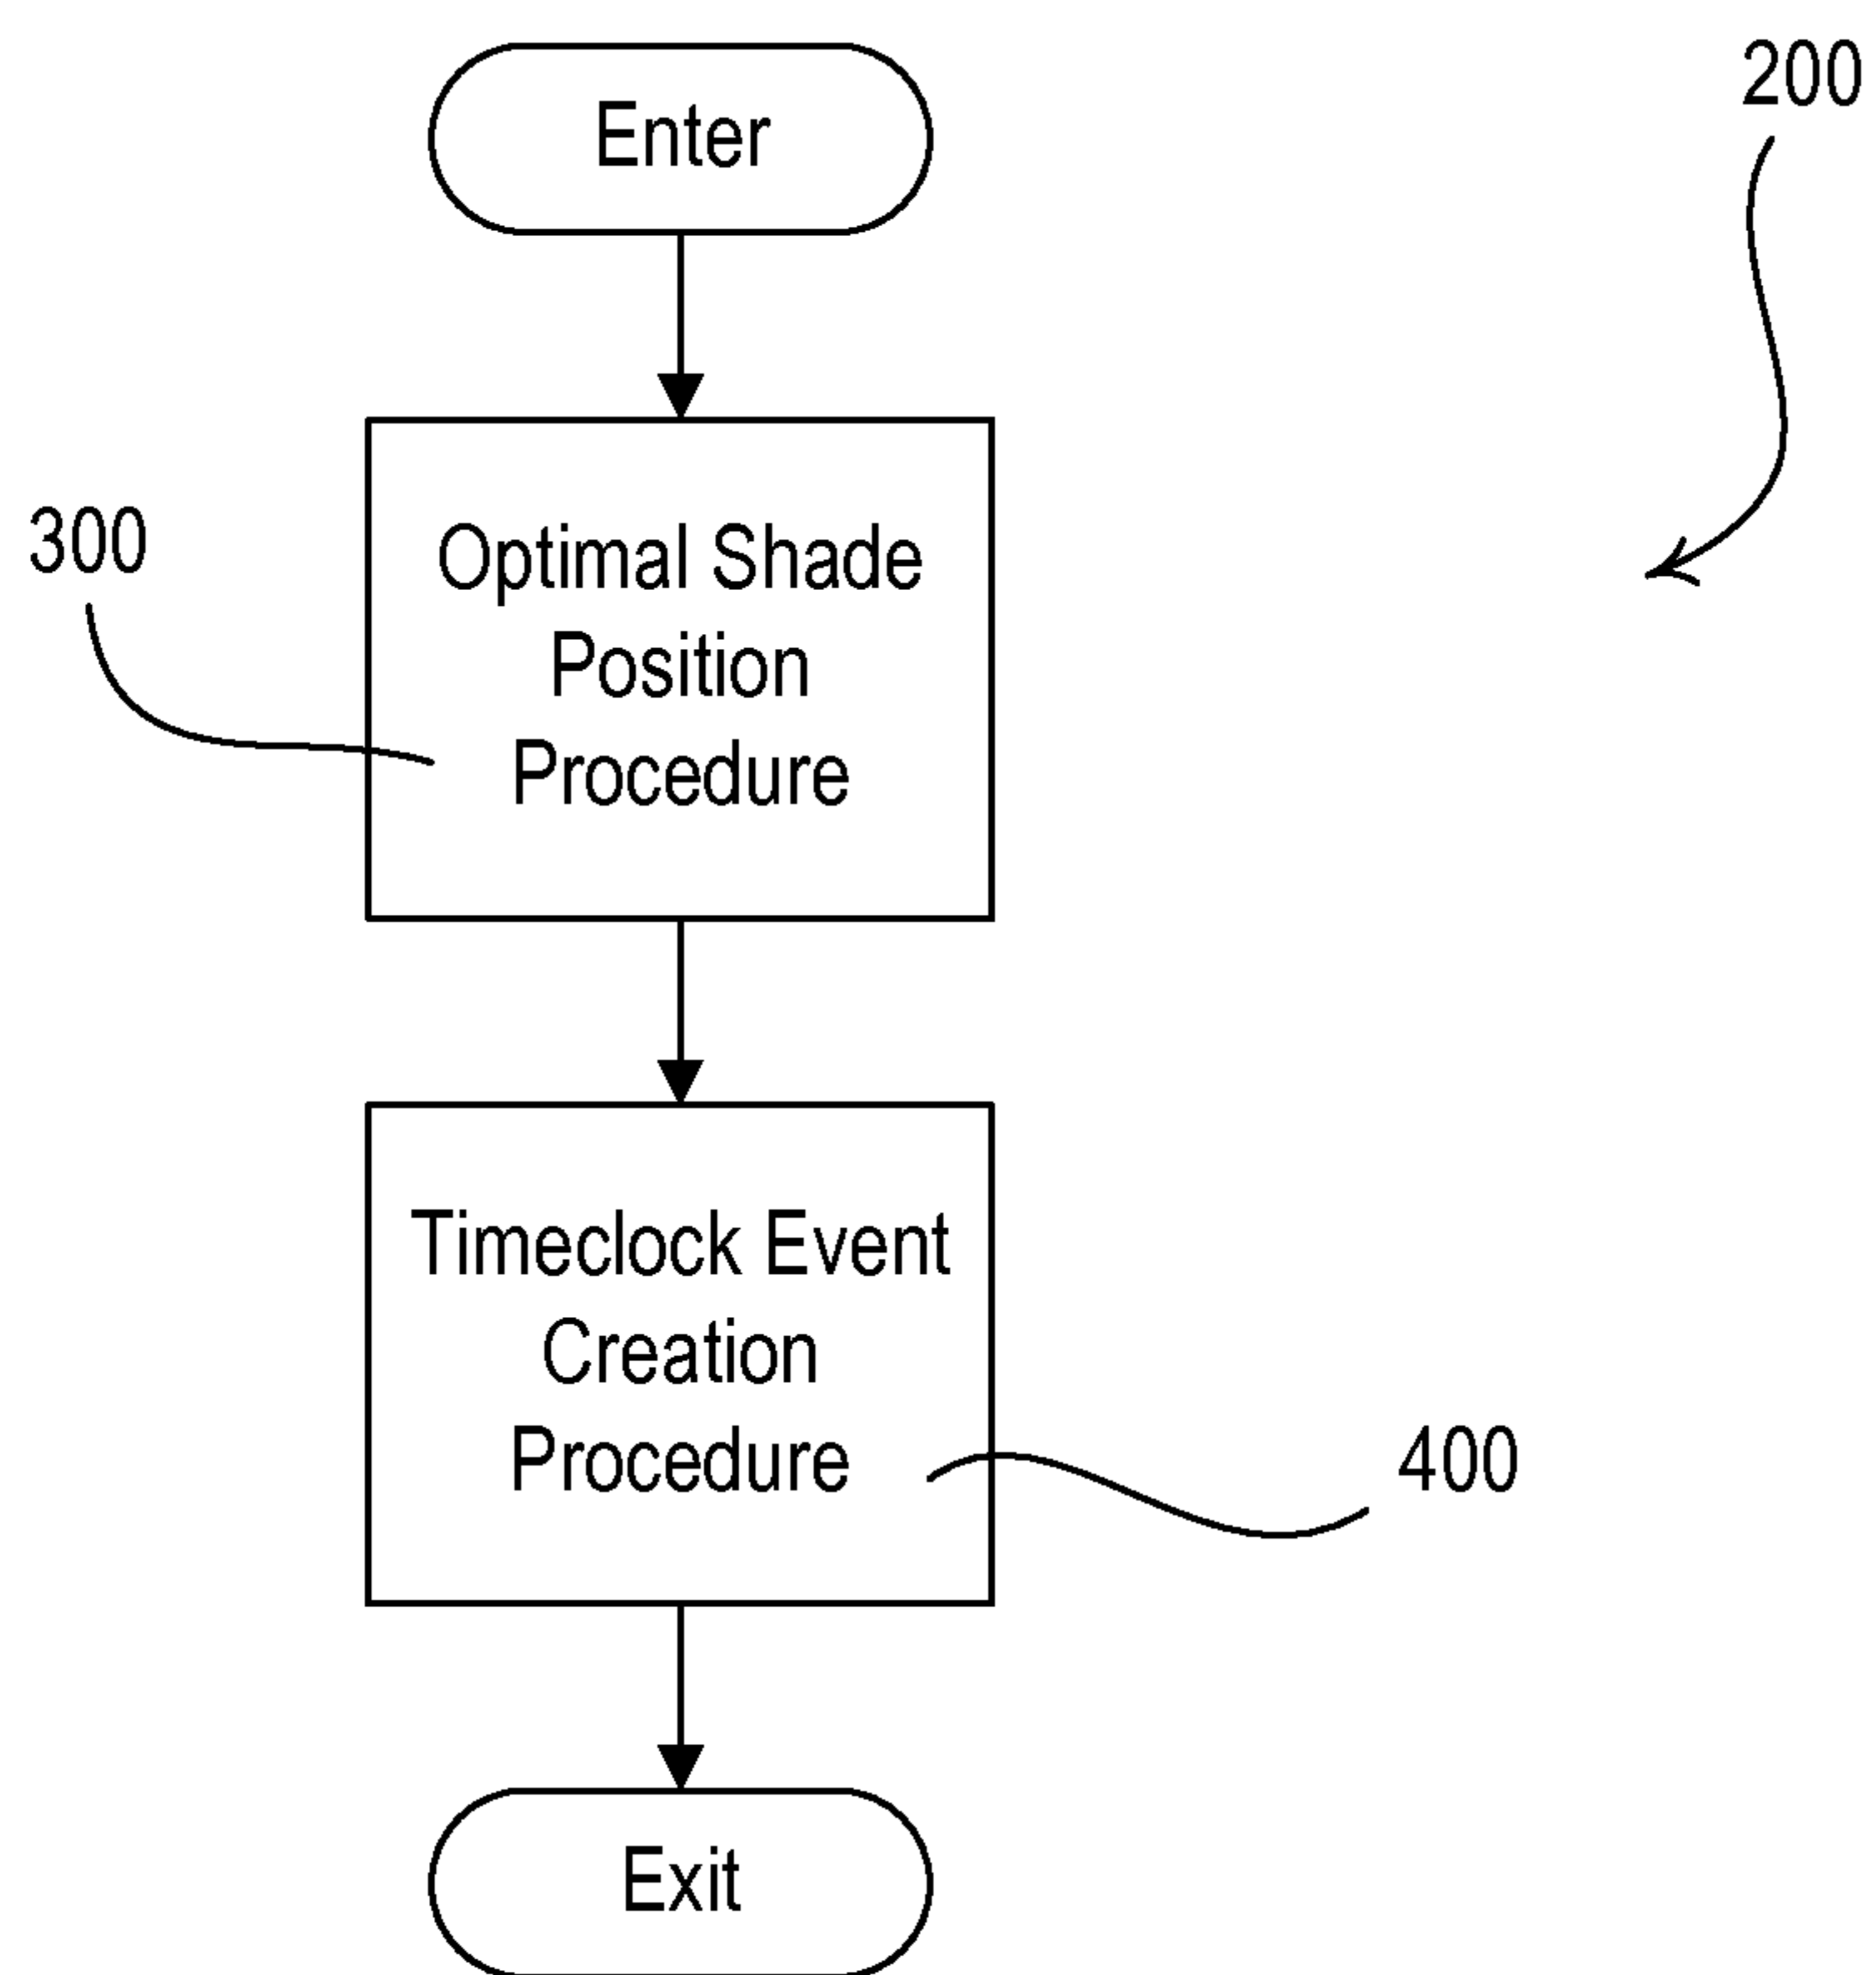 Enter
200
300
Optimal Shade
Position
Procedure
Timeclock Event
Creation
Procedure
400
Exit